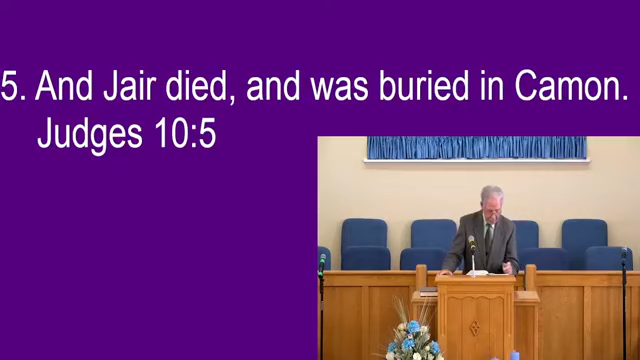 5. And Jair died, and was buried in Camon.
Judges 10:5